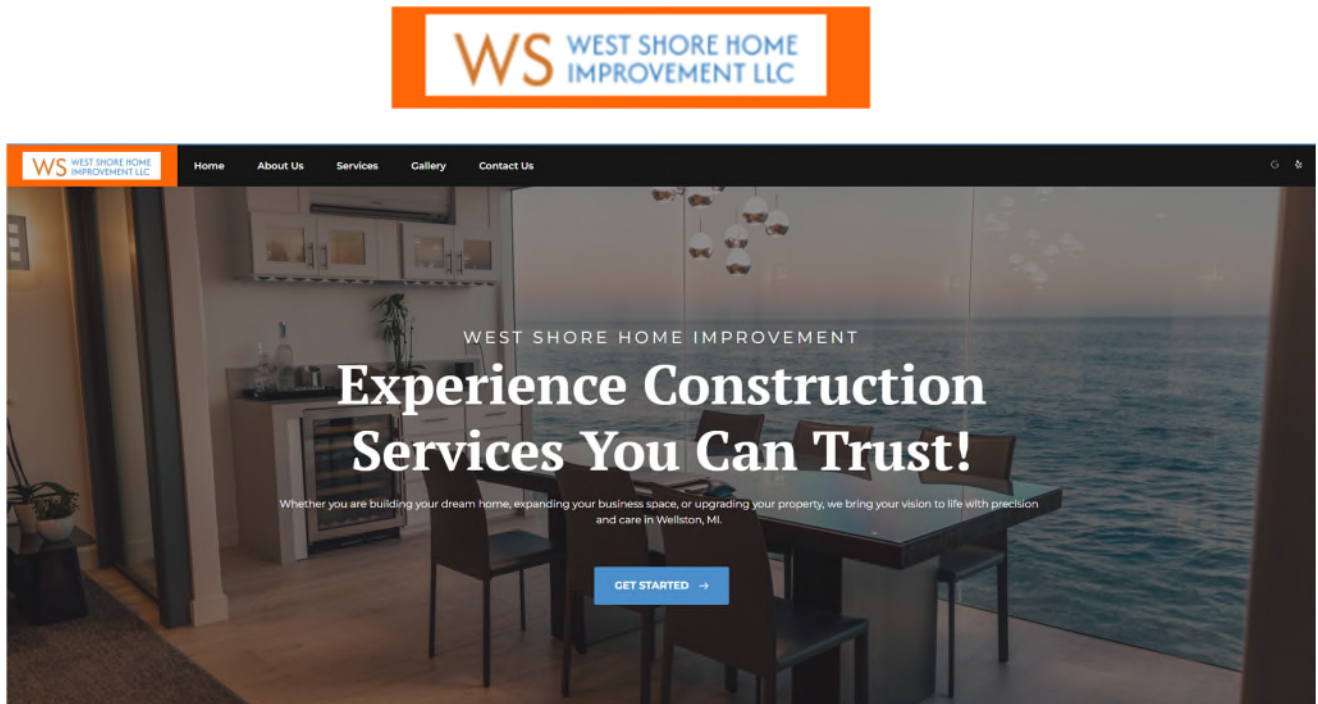 WS WEST SHORE HOME
IMPROVEMENT LLC
WS WEST SHORE HOME
IMPROVEMENT LLC
Home About Us Services Gallery Contact Us G
WEST SHORE HOME IMPROVEMENT
Experience Construction
Services You Can Trust!
Whether you are building your dream home, expanding your business space, or upgrading your property, we bring your vision to life with precision
and care in Wellston, MI.
GET STARTED →